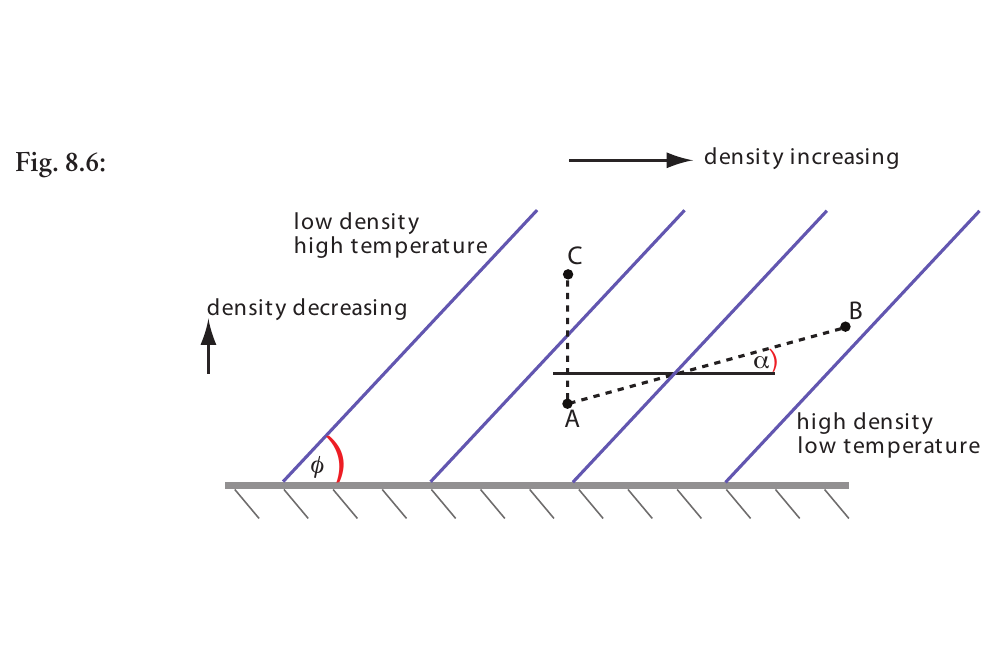 Fig. 8.6:
density increasing
low density
high temperature
C
density decreasing
B
α
A
high density
low temperature
ϕ